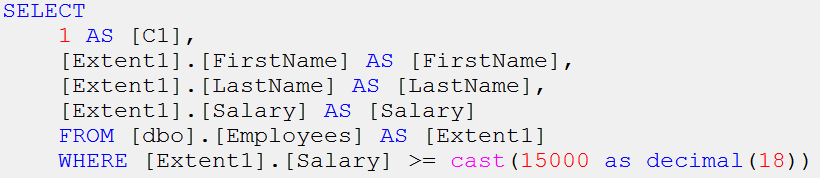 SELECT
1 AS [C1],
[Extent1].[FirstName] AS [FirstName],
[Extent1].[LastName] AS [LastName],
[Extent1].[Salary] AS [Salary]
FROM [dbo].[Employees] AS [Extent1]
WHERE [Extent1].[Salary] >= cast(15000 as decimal(18))